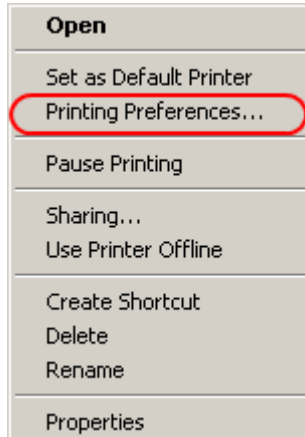 Open
Set as Default Printer
Printing Preferences...
Pause Printing
Sharing...
Use Printer Offline
Create Shortcut
Delete
Rename
Properties